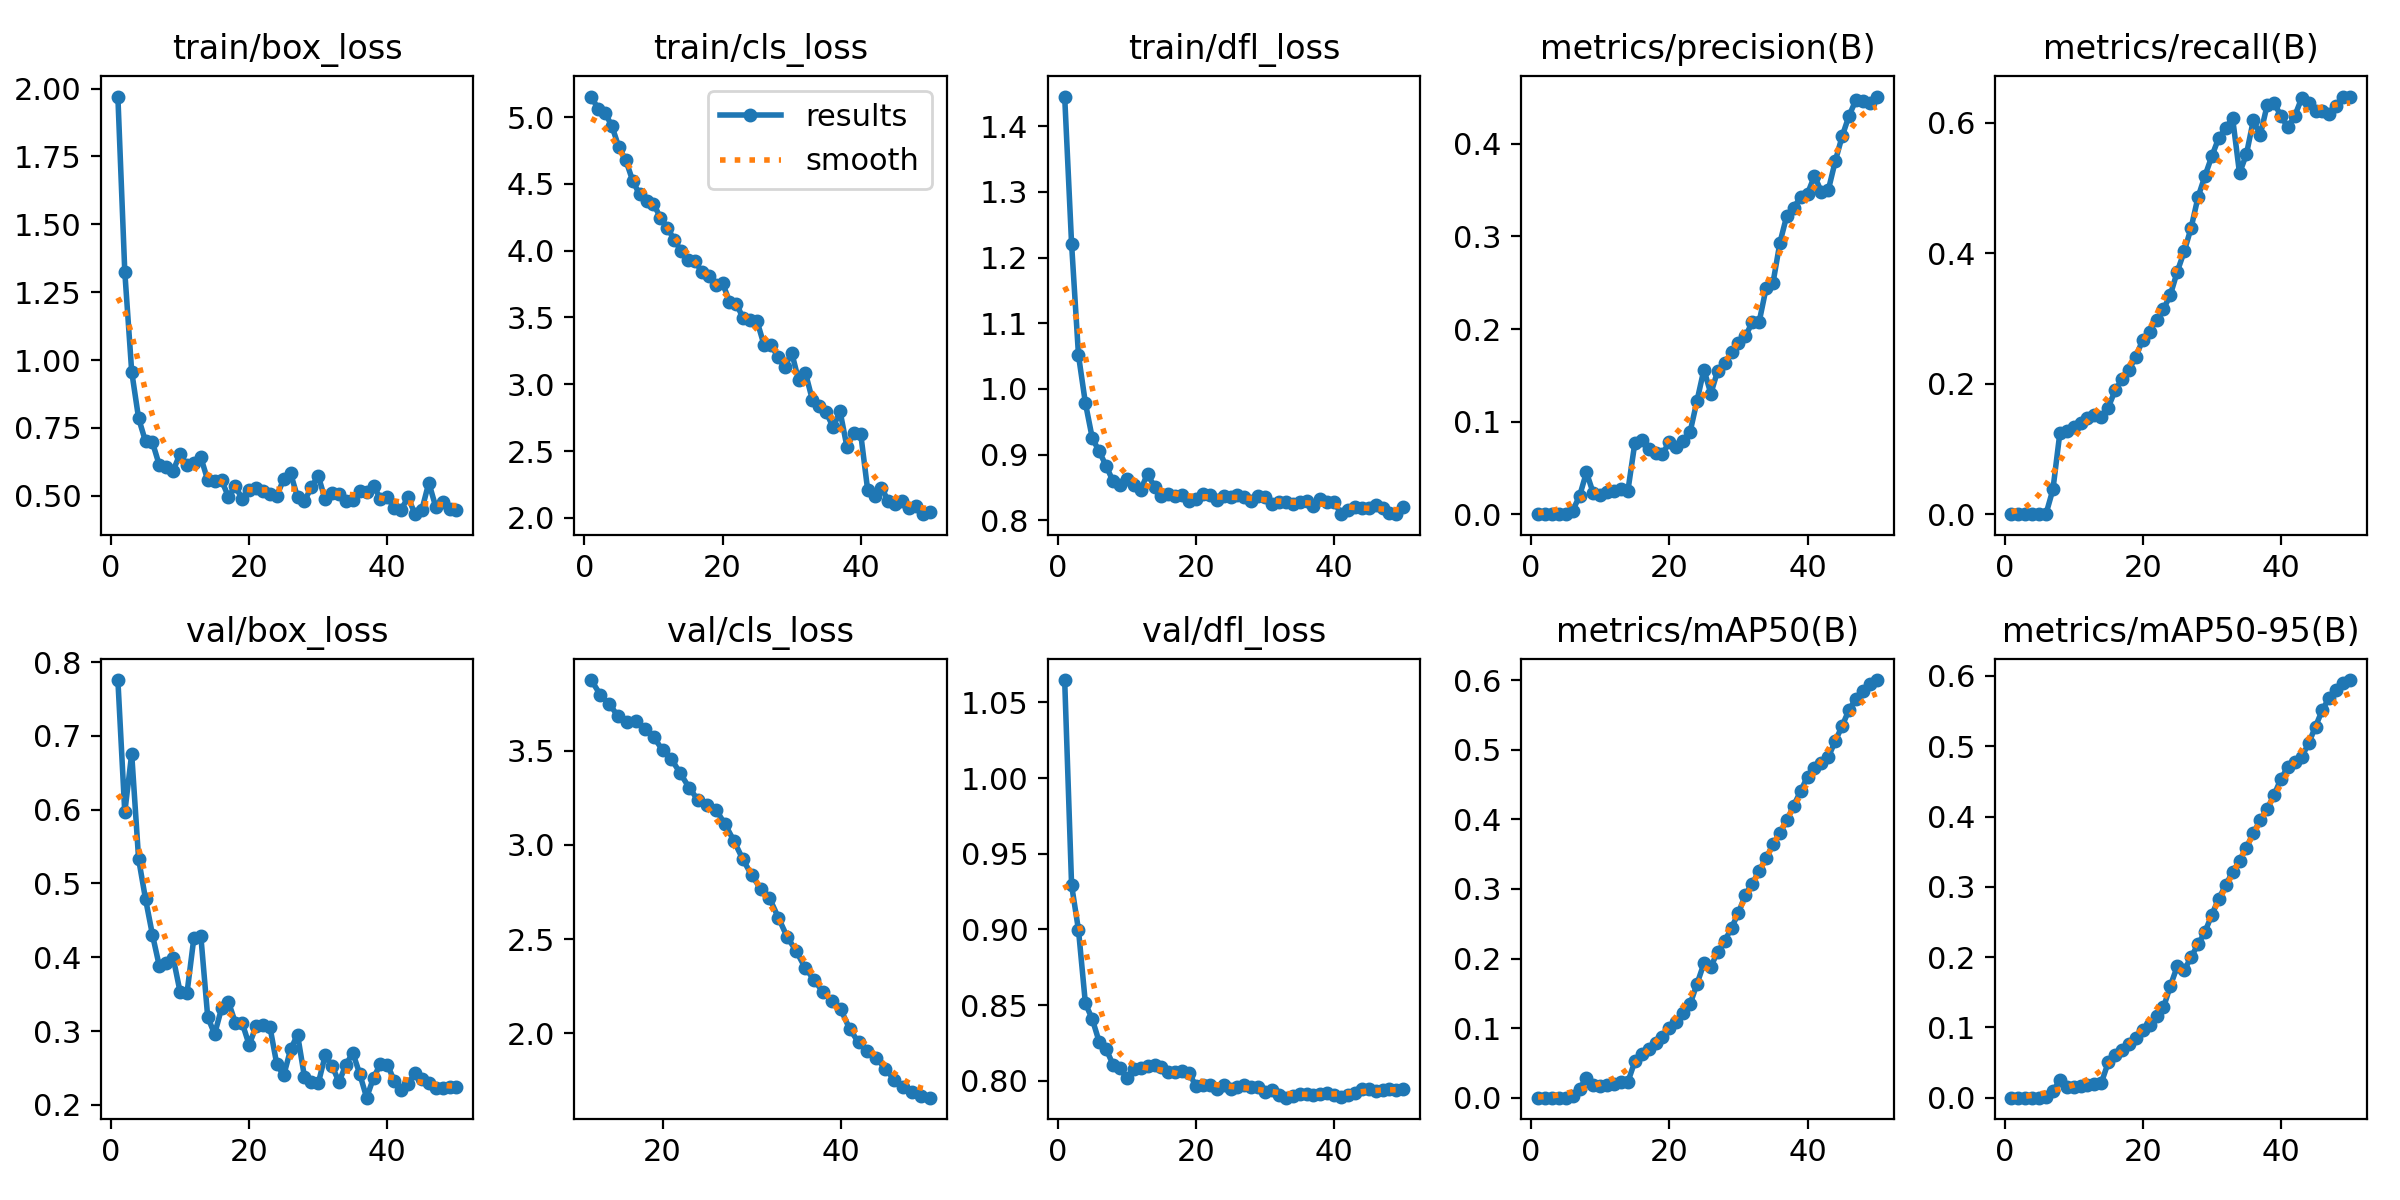 train/box_loss
2.00
1.75
1.50
1.25
1.00
0.75
0.50
0 20 40
train/cls_loss
results
smooth
5.0
4.5
4.0
3.5
3.0
2.5
2.0
0 20 40
train/dfl_loss
1.4
1.3
1.2
1.1
1.0
0.9
0.8
0 20 40
metrics/precision(B)
0.4
0.3
0.2
0.1
0.0
0 20 40
metrics/recall(B)
0.6
0.4
0.2
0.0
0 20 40
val/box_loss
0.8
0.7
0.6
0.5
0.4
0.3
0.2
0 20 40
val/cls_loss
3.5
3.0
2.5
2.0
20 40
val/dfl_loss
1.05
1.00
0.95
0.90
0.85
0.80
0 20 40
metrics/mAP50(B)
0.6
0.5
0.4
0.3
0.2
0.1
0.0
0 20 40
metrics/mAP50-95(B)
0.6
0.5
0.4
0.3
0.2
0.1
0.0
0 20 40